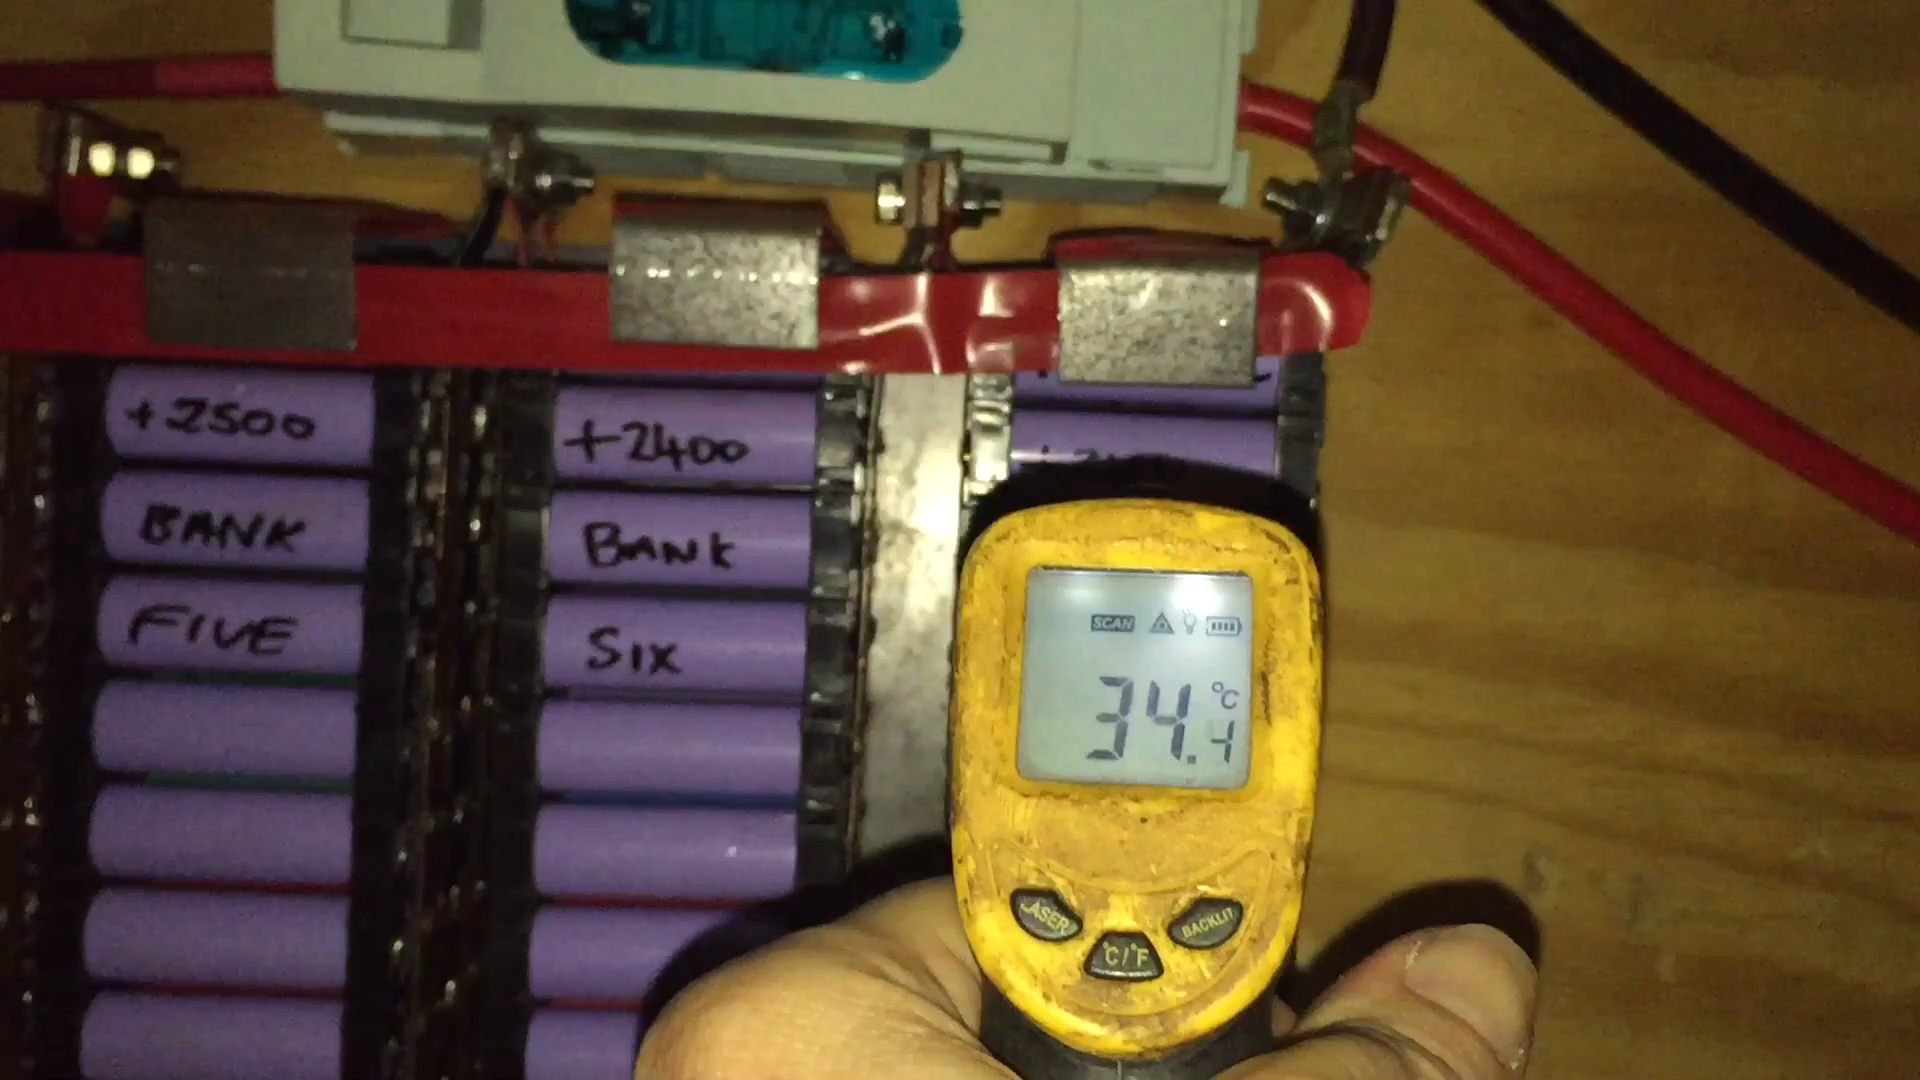 +2500
BANK
FIVE
+2400
BANK
SIX
SCAN
°C
34.4
LASER
BACKLIT
°C/°F